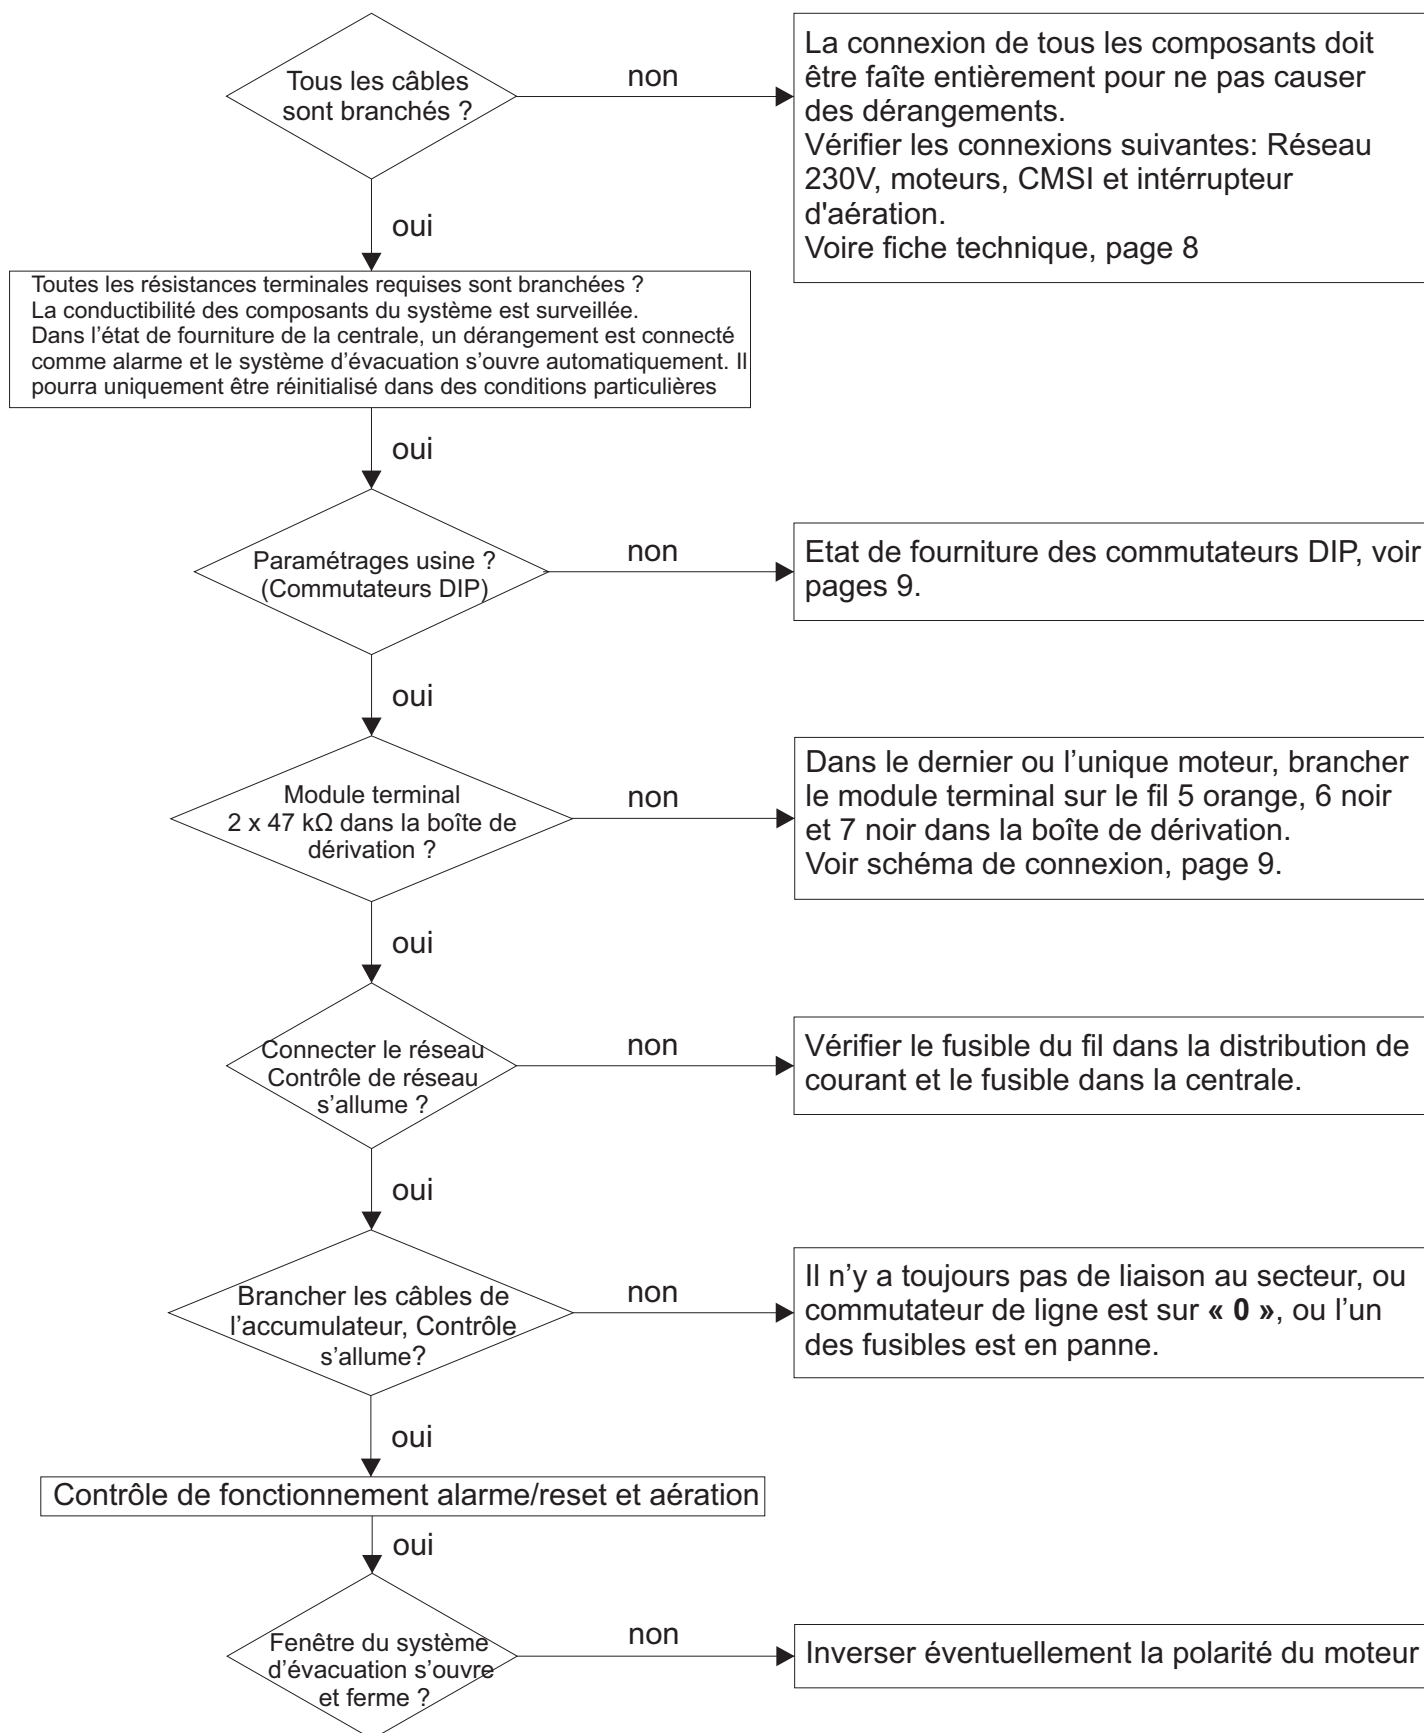 Tous les câbles
sont branchés ?
non
La connexion de tous les composants doit
être faîte entièrement pour ne pas causer
des dérangements.
Vérifier les connexions suivantes: Réseau
230V, moteurs, CMSI et intérrupteur
d'aération.
Voire fiche technique, page 8
oui
Toutes les résistances terminales requises sont branchées ?
La conductibilité des composants du système est surveillée.
Dans l’état de fourniture de la centrale, un dérangement est connecté
comme alarme et le système d’évacuation s’ouvre automatiquement. Il
pourra uniquement être réinitialisé dans des conditions particulières
oui
Paramétrages usine ?
(Commutateurs DIP)
non
Etat de fourniture des commutateurs DIP, voir
pages 9.
oui
Module terminal
2 x 47 kΩ dans la boîte de
dérivation ?
non
Dans le dernier ou l’unique moteur, brancher
le module terminal sur le fil 5 orange, 6 noir
et 7 noir dans la boîte de dérivation.
Voir schéma de connexion, page 9.
oui
Connecter le réseau
Contrôle de réseau
s’allume ?
non
Vérifier le fusible du fil dans la distribution de
courant et le fusible dans la centrale.
oui
Brancher les câbles de
l’accumulateur, Contrôle
s’allume?
non
Il n’y a toujours pas de liaison au secteur, ou
commutateur de ligne est sur « 0 », ou l’un
des fusibles est en panne.
oui
Contrôle de fonctionnement alarme/reset et aération
oui
Fenêtre du système
d’évacuation s’ouvre
et ferme ?
non
Inverser éventuellement la polarité du moteur